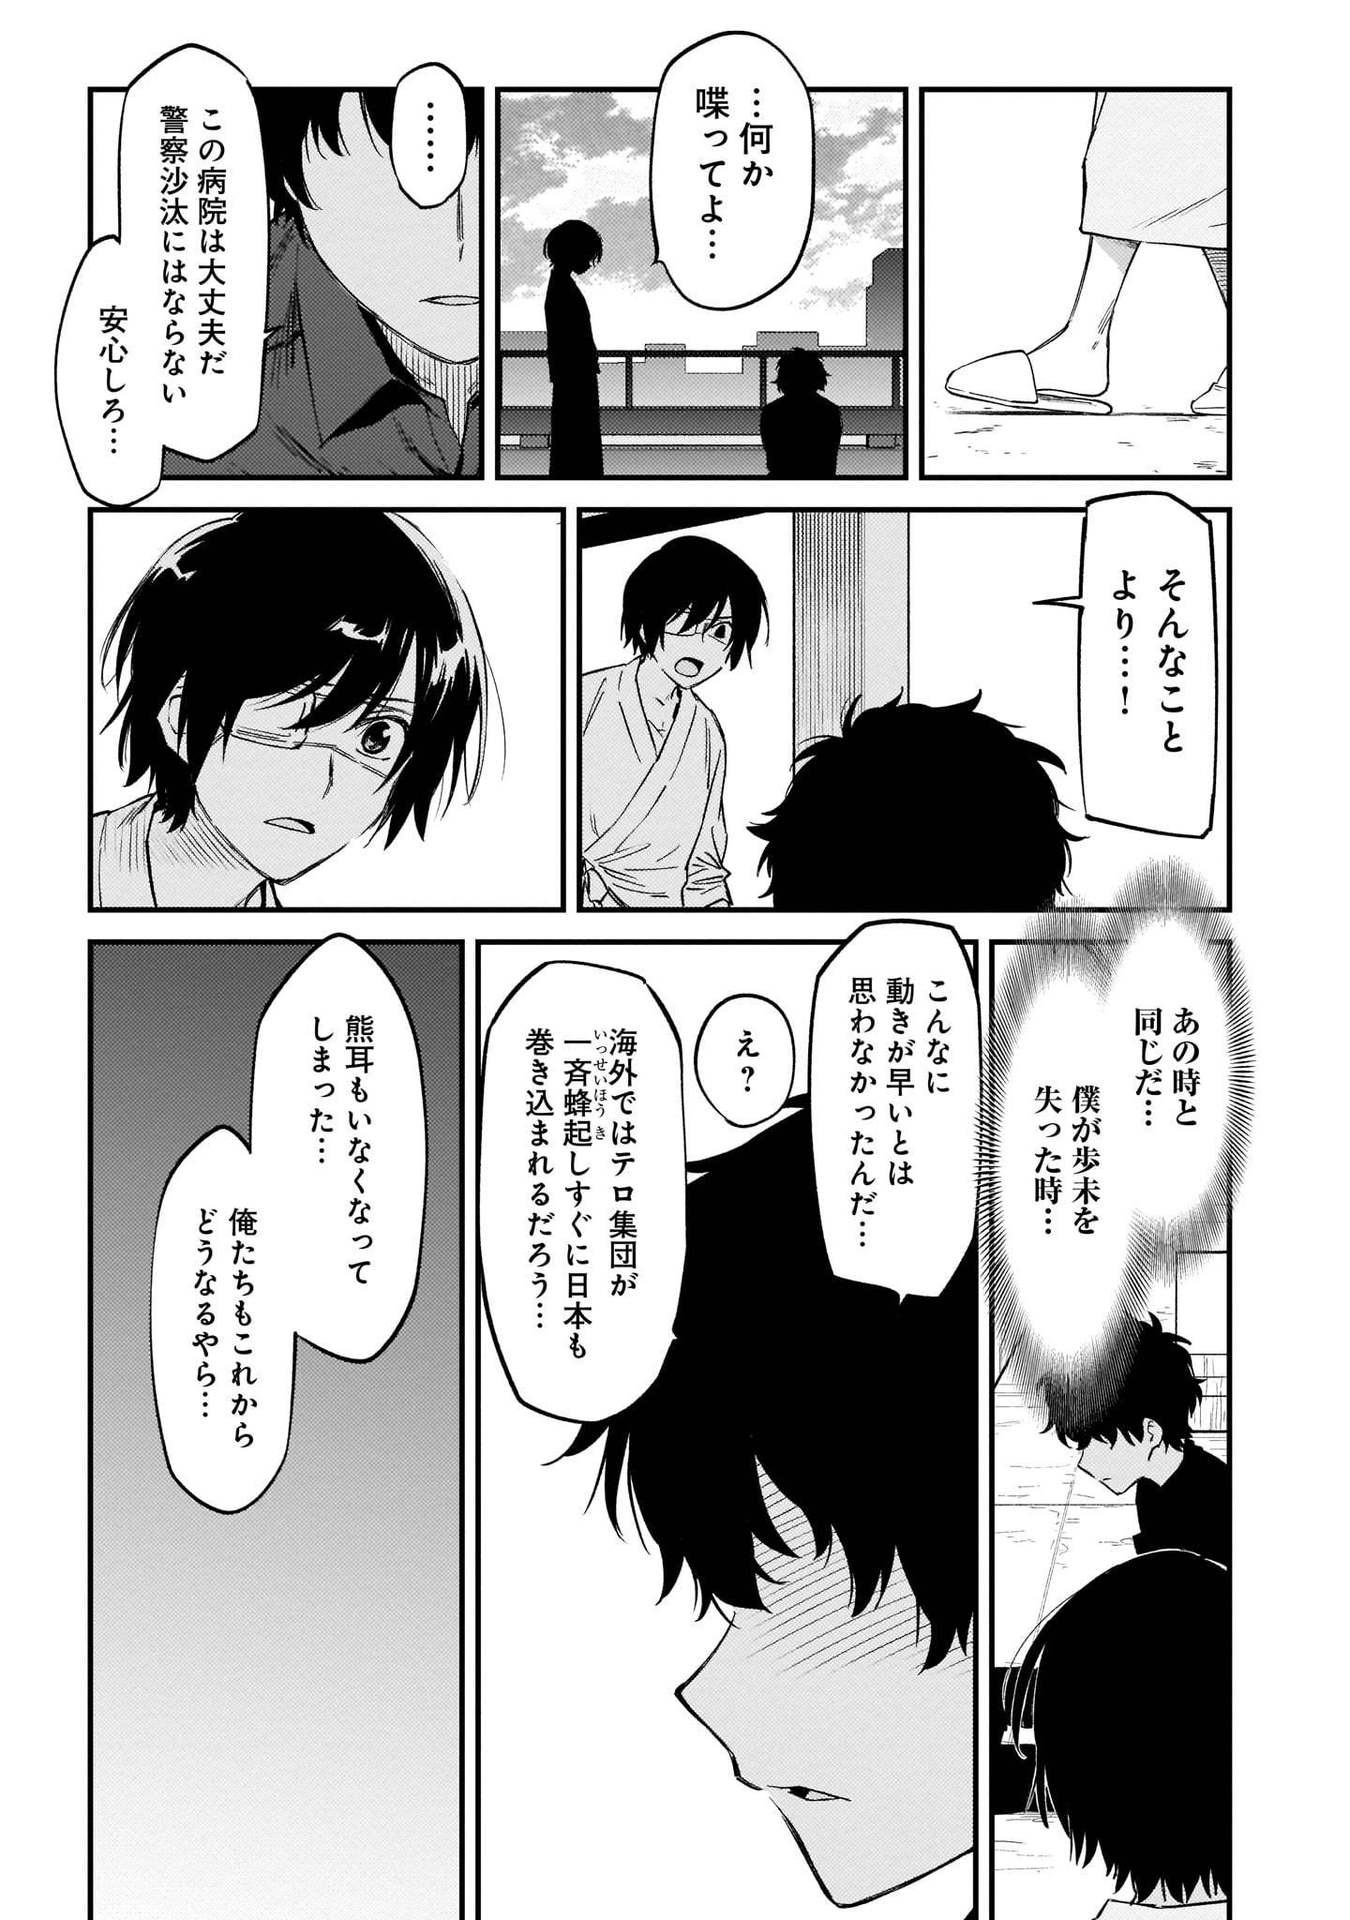 …何か
喋ってよ…
……
この病院は大丈夫だ
警察沙汰にはならない
安心しろ…
そんなこと
より…！
あの時と
同じだ…
僕が歩未を
失った時…
こんなに
動きが早いとは
思わなかったんだ…
え？
海外ではテロ集団が
一斉蜂起しすぐに日本も
いっせいほうき
巻き込まれるだろう…
熊耳もいなくなって
しまった…
俺たちもこれから
どうなるやら…